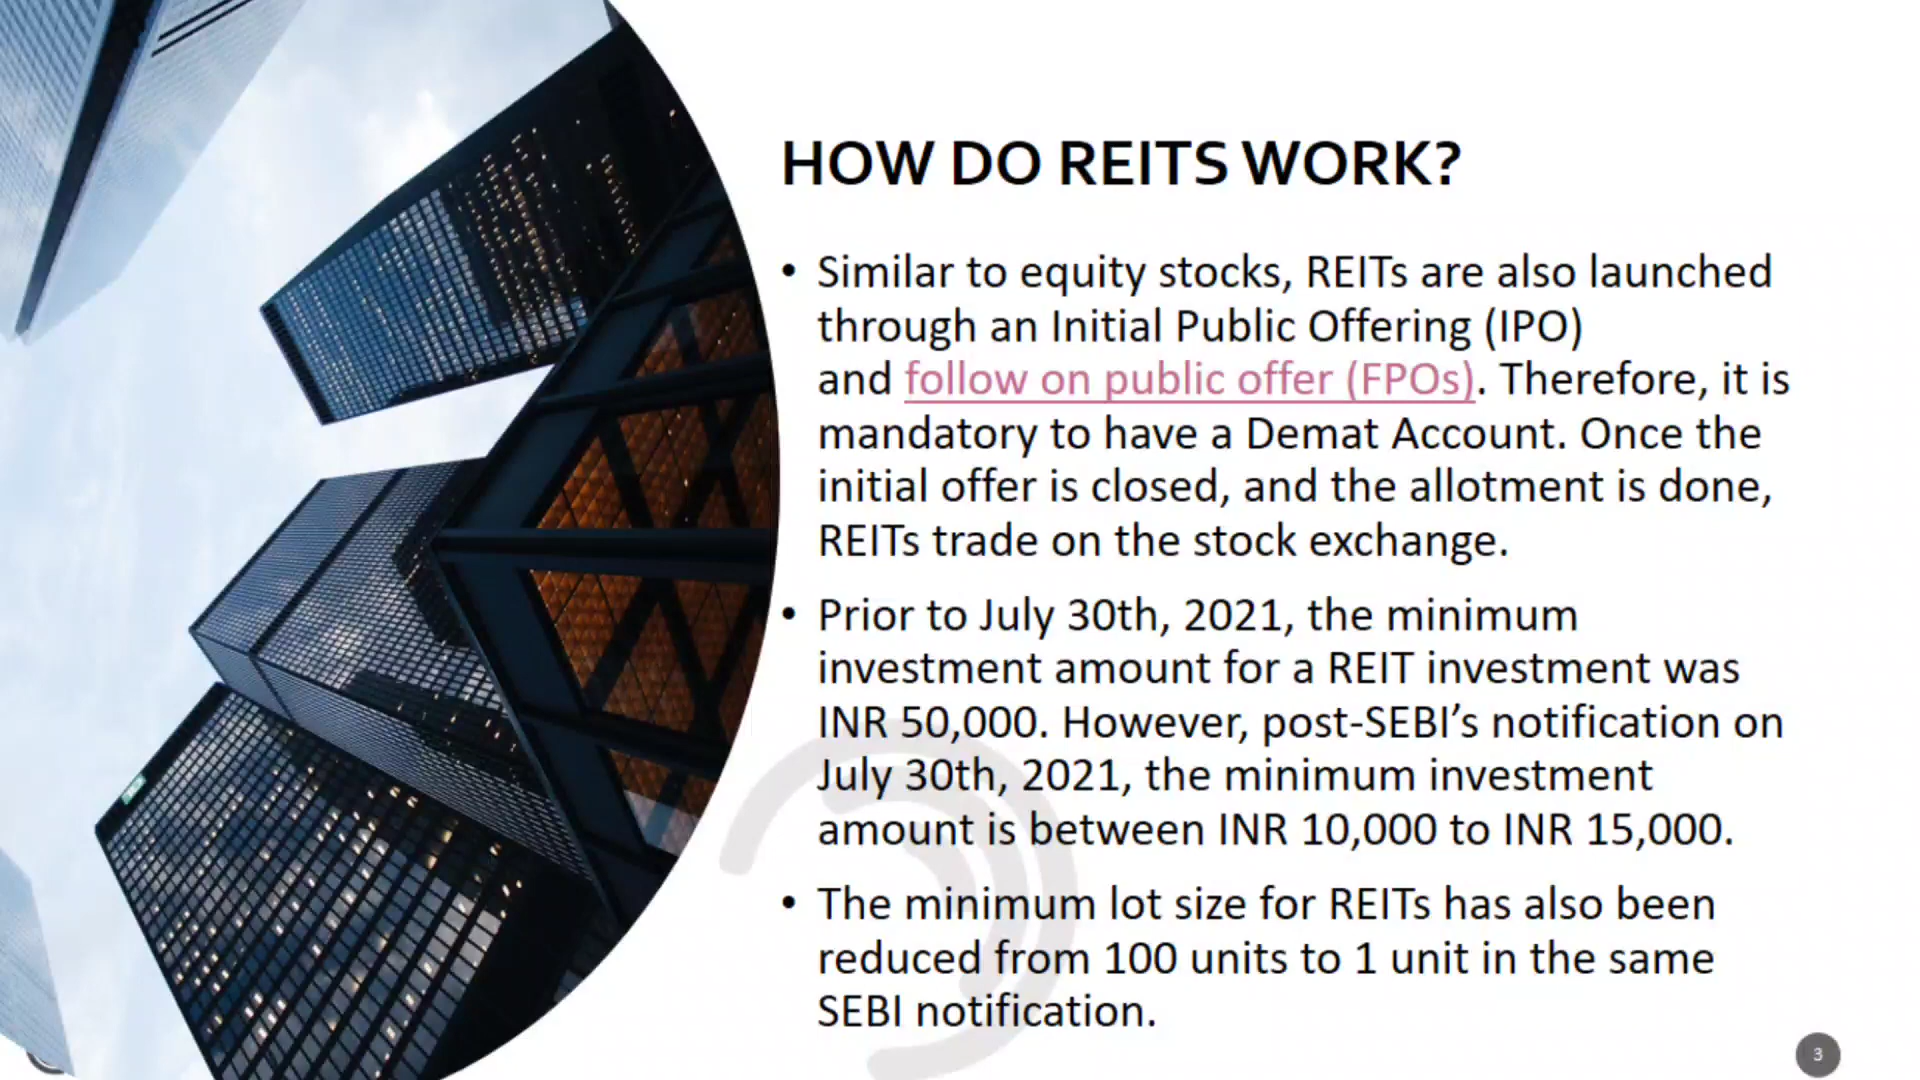 HOW DO REITS WORK?
• Similar to equity stocks, REITs are also launched
through an Initial Public Offering (IPO)
and follow on public offer (FPOs). Therefore, it is
mandatory to have a Demat Account. Once the
initial offer is closed, and the allotment is done,
REITs trade on the stock exchange.
• Prior to July 30th, 2021, the minimum
investment amount for a REIT investment was
INR 50,000. However, post-SEBI’s notification on
July 30th, 2021, the minimum investment
amount is between INR 10,000 to INR 15,000.
• The minimum lot size for REITs has also been
reduced from 100 units to 1 unit in the same
SEBI notification.
3